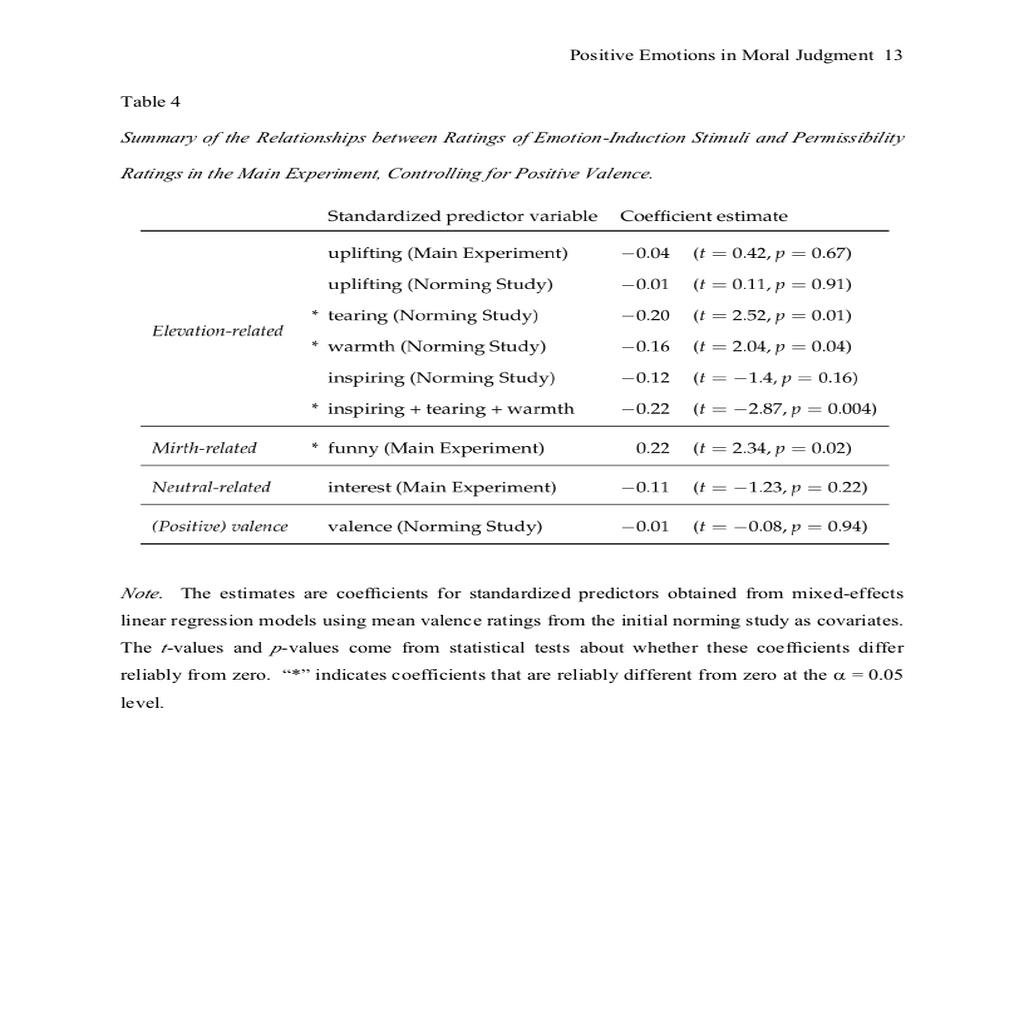 Positive Emotions in Moral Judgment 13
Table 4
Summary of the Relationships between Ratings of Emotion-Induction Stimuli and Permissibility
Ratings in the Main Experiment, Controlling for Positive Valence.
Standardized predictor variable Coefficient estimate
uplifting (Main Experiment) −0.04 (t = 0.42, p = 0.67)
uplifting (Norming Study) −0.01 (t = 0.11, p = 0.91)
* tearing (Norming Study) −0.20 (t = 2.52, p = 0.01)
Elevation-related
* warmth (Norming Study) −0.16 (t = 2.04, p = 0.04)
inspiring (Norming Study) −0.12 (t = −1.4, p = 0.16)
* inspiring + tearing + warmth −0.22 (t = −2.87, p = 0.004)
Mirth-related * funny (Main Experiment) 0.22 (t = 2.34, p = 0.02)
Neutral-related interest (Main Experiment) −0.11 (t = −1.23, p = 0.22)
(Positive) valence valence (Norming Study) −0.01 (t = −0.08, p = 0.94)
Note. The estimates are coefficients for standardized predictors obtained from mixed-effects
linear regression models using mean valence ratings from the initial norming study as covariates.
The t-values and p-values come from statistical tests about whether these coefficients differ
reliably from zero. “*” indicates coefficients that are reliably different from zero at the α = 0.05
level.